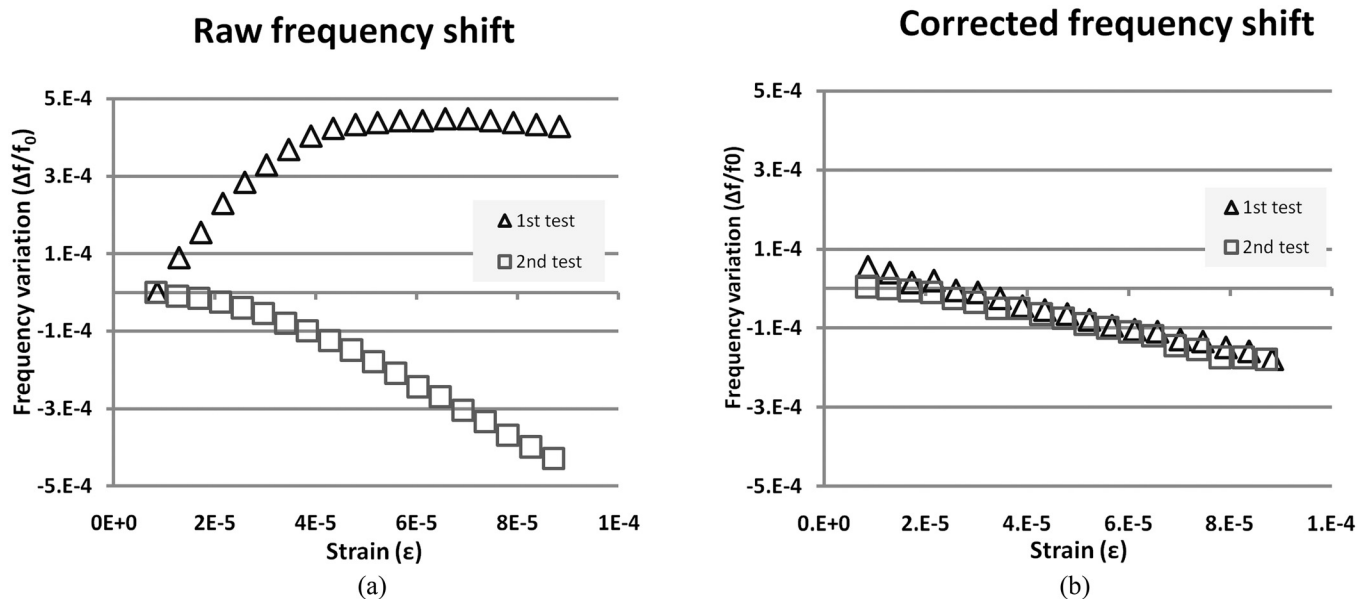 Raw frequency shift
5.E-4
3.E-4
1.E-4
-1.E-4
-3.E-4
-5.E-4
Frequency variation (Δf/f₀)
1st test
2nd test
0E+0
2E-5
4E-5
6E-5
8E-5
1E-4
Strain (ε)
(a)
Corrected frequency shift
5.E-4
3.E-4
1.E-4
-1.E-4
-3.E-4
-5.E-4
Frequency variation (Δf/f0)
1st test
2nd test
0.E+0
2.E-5
4.E-5
6.E-5
8.E-5
1.E-4
Strain (ε)
(b)